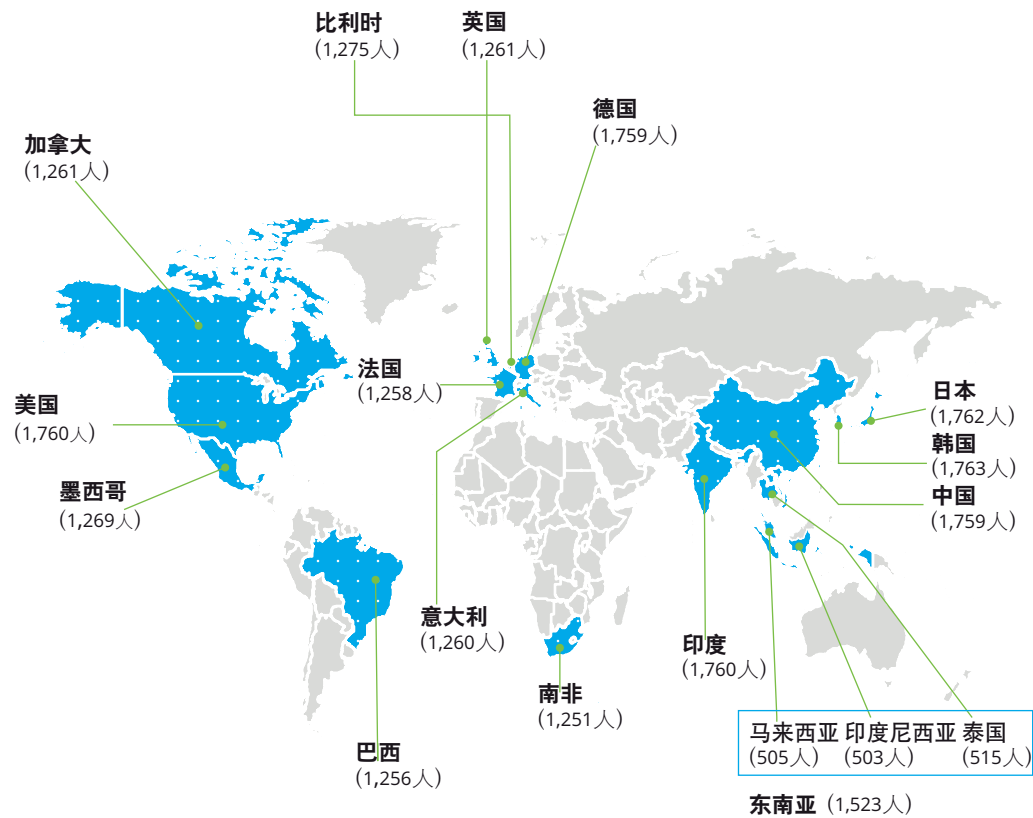 比利时
(1,275人)
英国
(1,261人)
德国
(1,759人)
加拿大
(1,261人)
法国
(1,258人)
美国
(1,760人)
墨西哥
(1,269人)
日本
(1,762人)
韩国
(1,763人)
中国
(1,759人)
意大利
(1,260人)
印度
(1,760人)
南非
(1,251人)
巴西
(1,256人)
马来西亚 印度尼西亚 泰国
(505人) (503人) (515人)
东南亚 (1,523人)